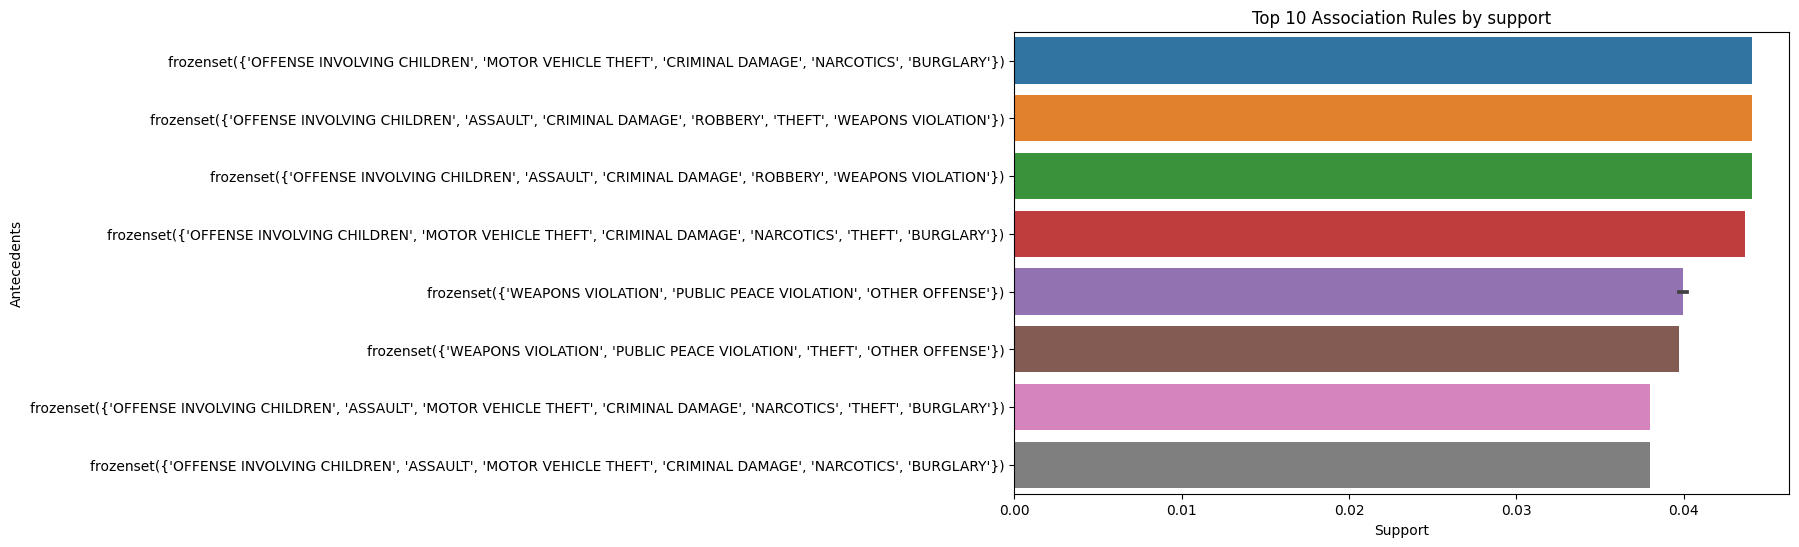 Top 10 Association Rules by support
Antecedents
frozenset({'OFFENSE INVOLVING CHILDREN', 'MOTOR VEHICLE THEFT', 'CRIMINAL DAMAGE', 'NARCOTICS', 'BURGLARY'})
frozenset({'OFFENSE INVOLVING CHILDREN', 'ASSAULT', 'CRIMINAL DAMAGE', 'ROBBERY', 'THEFT', 'WEAPONS VIOLATION'})
frozenset({'OFFENSE INVOLVING CHILDREN', 'ASSAULT', 'CRIMINAL DAMAGE', 'ROBBERY', 'WEAPONS VIOLATION'})
frozenset({'OFFENSE INVOLVING CHILDREN', 'MOTOR VEHICLE THEFT', 'CRIMINAL DAMAGE', 'NARCOTICS', 'THEFT', 'BURGLARY'})
frozenset({'WEAPONS VIOLATION', 'PUBLIC PEACE VIOLATION', 'OTHER OFFENSE'})
frozenset({'WEAPONS VIOLATION', 'PUBLIC PEACE VIOLATION', 'THEFT', 'OTHER OFFENSE'})
frozenset({'OFFENSE INVOLVING CHILDREN', 'ASSAULT', 'MOTOR VEHICLE THEFT', 'CRIMINAL DAMAGE', 'NARCOTICS', 'THEFT', 'BURGLARY'})
frozenset({'OFFENSE INVOLVING CHILDREN', 'ASSAULT', 'MOTOR VEHICLE THEFT', 'CRIMINAL DAMAGE', 'NARCOTICS', 'BURGLARY'})
0.00 0.01 0.02 0.03 0.04
Support